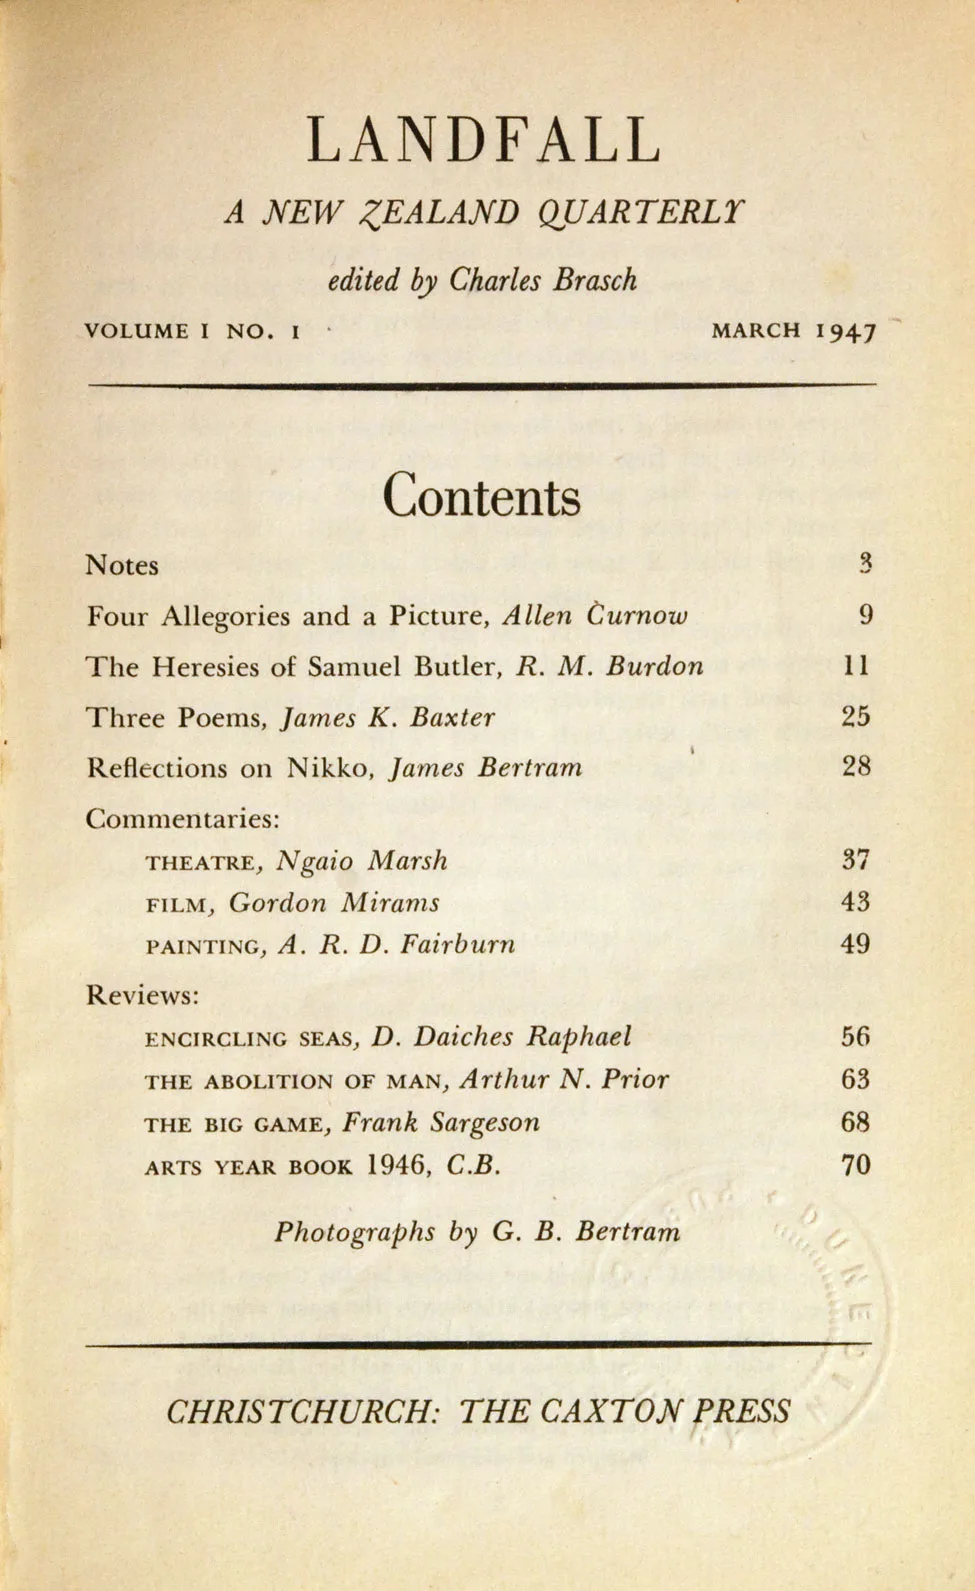 LANDFALL
A NEW ZEALAND QUARTERLY
edited by Charles Brasch
VOLUME I NO. 1 MARCH 1947
Contents
Notes 3
Four Allegories and a Picture, Allen Curnow 9
The Heresies of Samuel Butler, R. M. Burdon 11
Three Poems, James K. Baxter 25
Reflections on Nikko, James Bertram 28
Commentaries:
THEATRE, Ngaio Marsh 37
FILM, Gordon Mirams 43
PAINTING, A. R. D. Fairburn 49
Reviews:
ENCIRCLING SEAS, D. Daiches Raphael 56
THE ABOLITION OF MAN, Arthur N. Prior 63
THE BIG GAME, Frank Sargeson 68
ARTS YEAR BOOK 1946, C.B. 70
Photographs by G. B. Bertram
DUNEDIN
CHRISTCHURCH: THE CAXTON PRESS